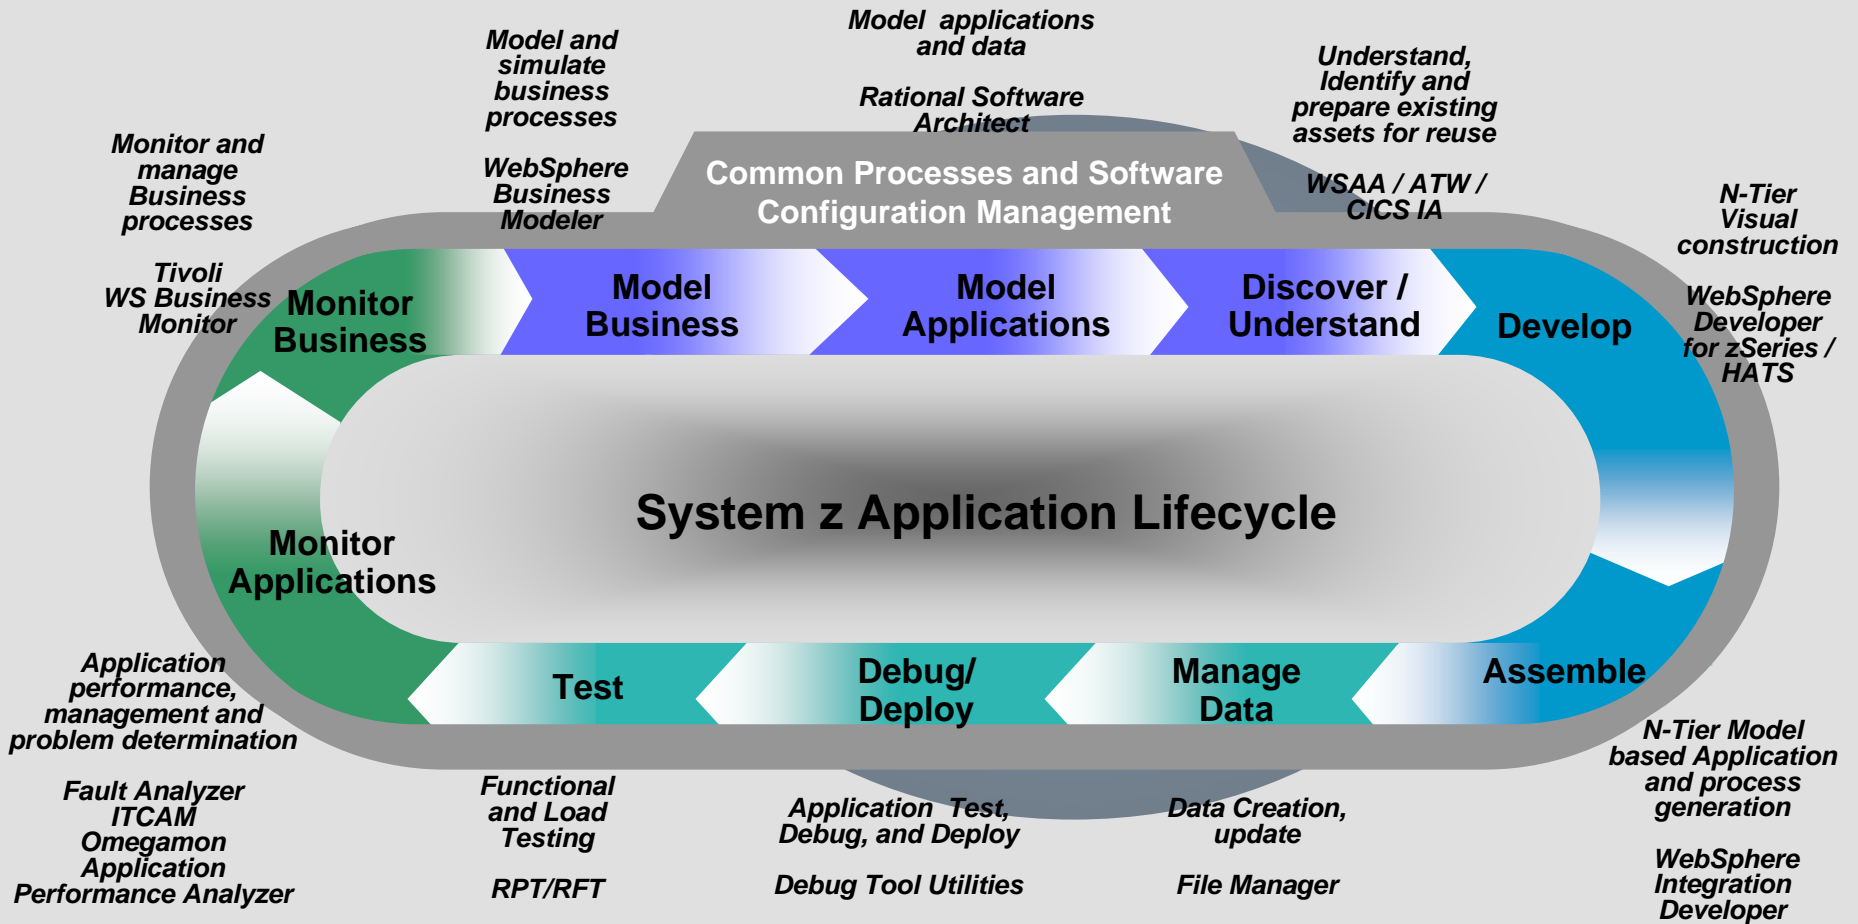 Model applications
and data
Rational Software
Architect
Model and
simulate
business
processes
WebSphere
Business
Modeler
Understand,
Identify and
prepare existing
assets for reuse
WSAA / ATW /
CICS IA
Monitor and
manage
Business
processes
Tivoli
WS Business
Monitor
Common Processes and Software
Configuration Management
N-Tier
Visual
construction
WebSphere
Developer
for zSeries /
HATS
Monitor
Business
Model
Business
Model
Applications
Discover /
Understand
Develop
System z Application Lifecycle
Monitor
Applications
Test
Debug/
Deploy
Manage
Data
Assemble
Application
performance,
management and
problem determination
Fault Analyzer
ITCAM
Omegamon
Application
Performance Analyzer
Functional
and Load
Testing
RPT/RFT
Application Test,
Debug, and Deploy
Debug Tool Utilities
Data Creation,
update
File Manager
N-Tier Model
based Application
and process
generation
WebSphere
Integration
Developer